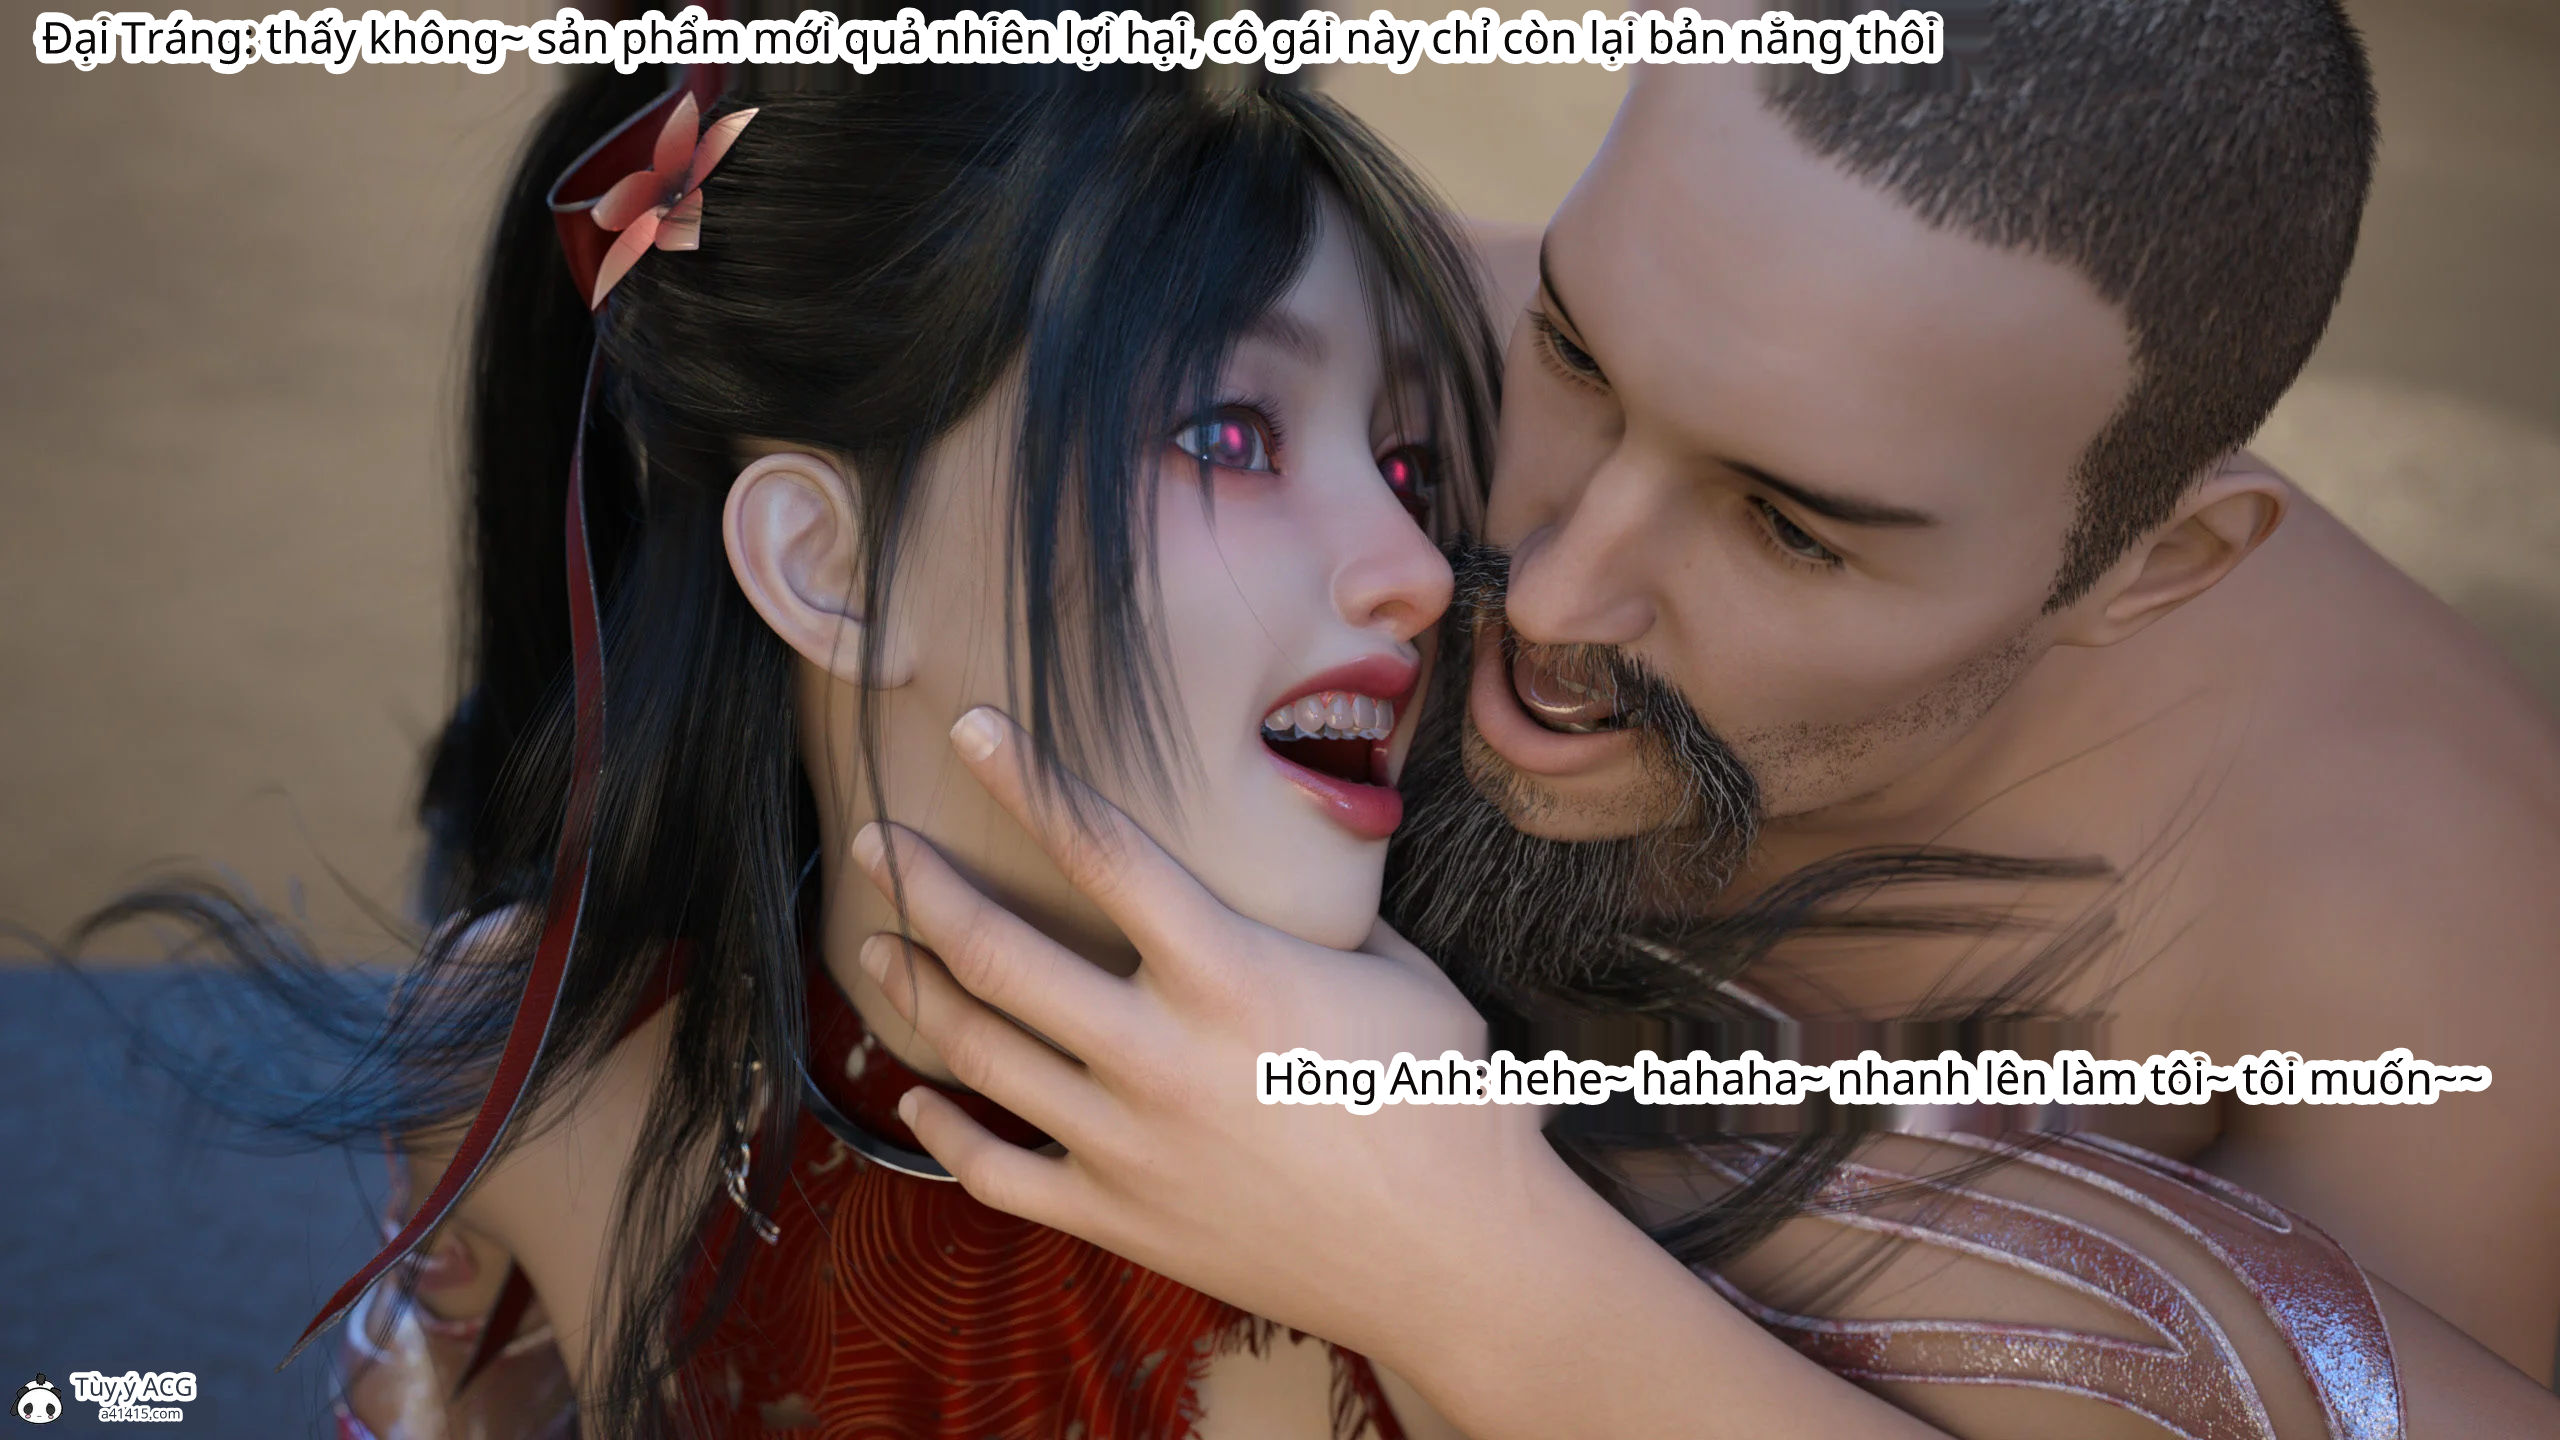 Đại Tráng: thấy không~ sản phẩm mới quả nhiên lợi hại, cô gái này chỉ còn lại bản năng thôi
Hồng Anh: hehe~ hahaha~ nhanh lên làm tôi~ tôi muốn~~
Tùy ý ACG
a41415.com